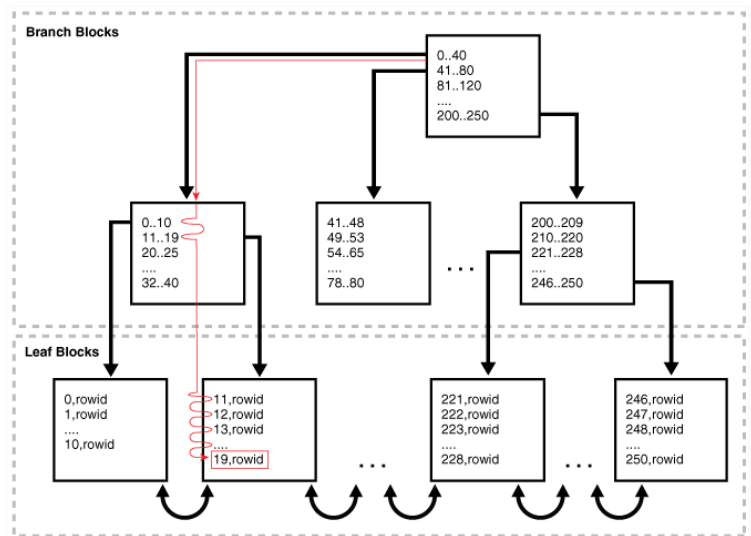 Branch Blocks
0..40
41..80
81..120
....
200..250
0..10
11..19
20..25
....
32..40
41..48
49..53
54..65
....
78..80
...
200..209
210..220
221..228
....
246..250
Leaf Blocks
0,rowid
1,rowid
....
10,rowid
11,rowid
12,rowid
13,rowid
....
19,rowid
...
221,rowid
222,rowid
223,rowid
....
228,rowid
...
246,rowid
247,rowid
248,rowid
....
250,rowid